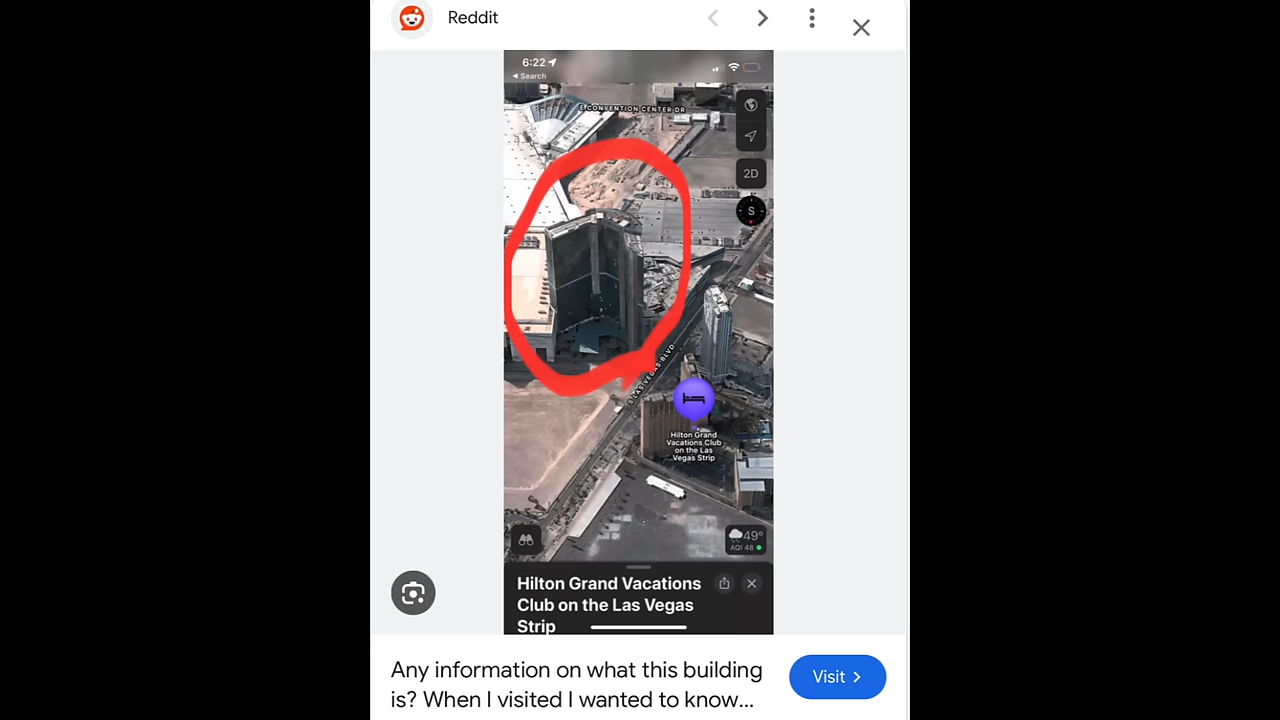 Reddit
6:22
Search
E CONVENTION CENTER DR
2D
S
S LAS VEGAS BLVD
Hilton Grand
Vacations Club
on the Las
Vegas Strip
49°
AQI 48
Hilton Grand Vacations
Club on the Las Vegas
Strip
Any information on what this building
is? When I visited I wanted to know...
Visit